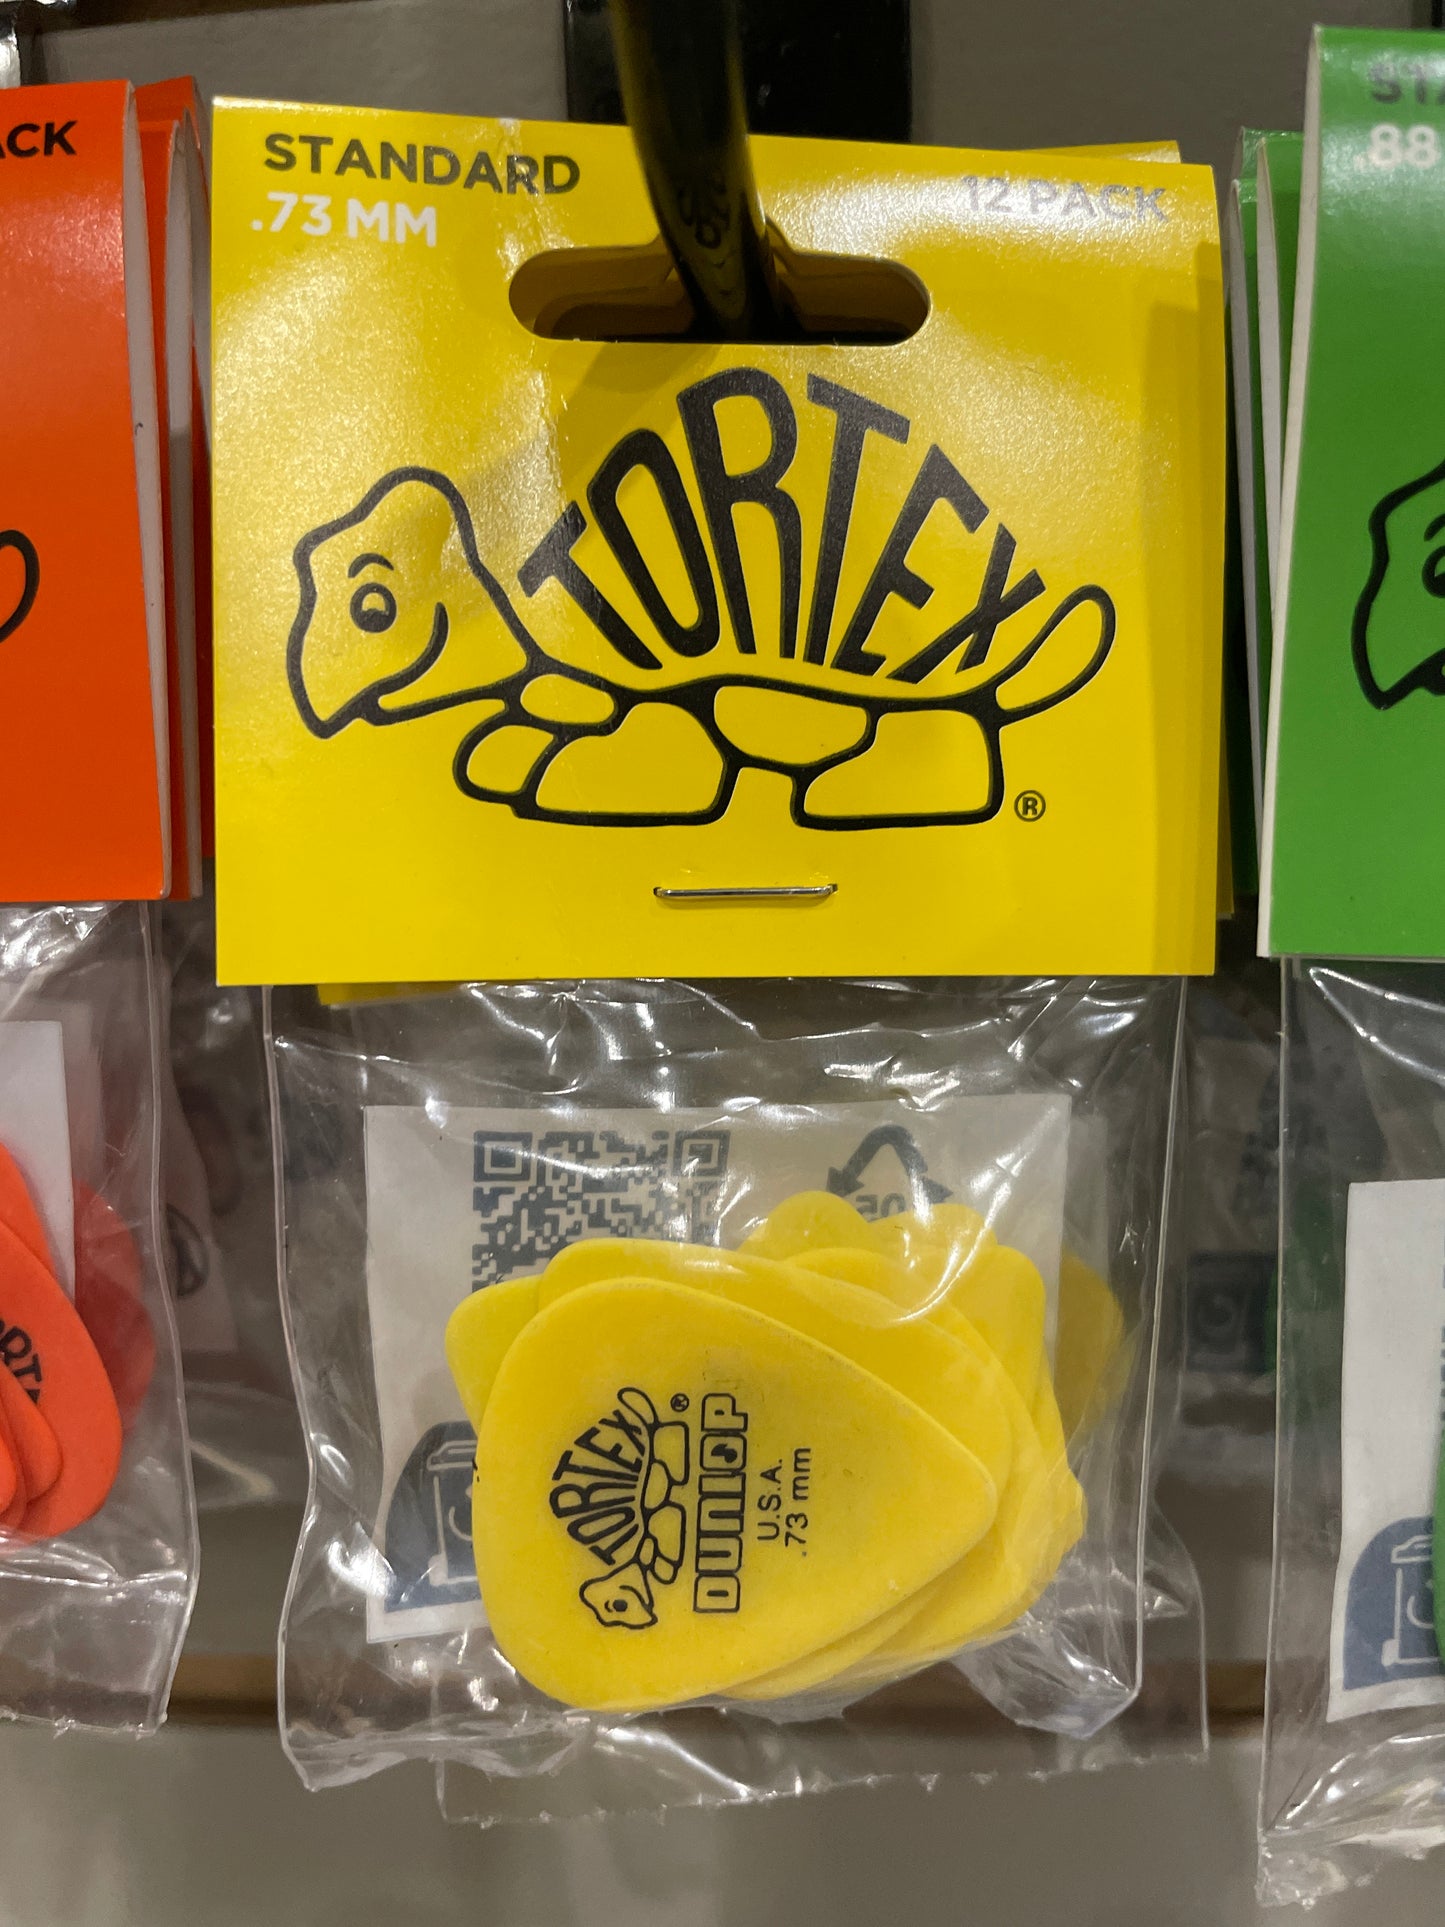 ACK
STANDARD
.73 MM
12 PACK
TORTEX
®
TORTEX
®
DUNLOP
U.S.A.
.73 mm
.88